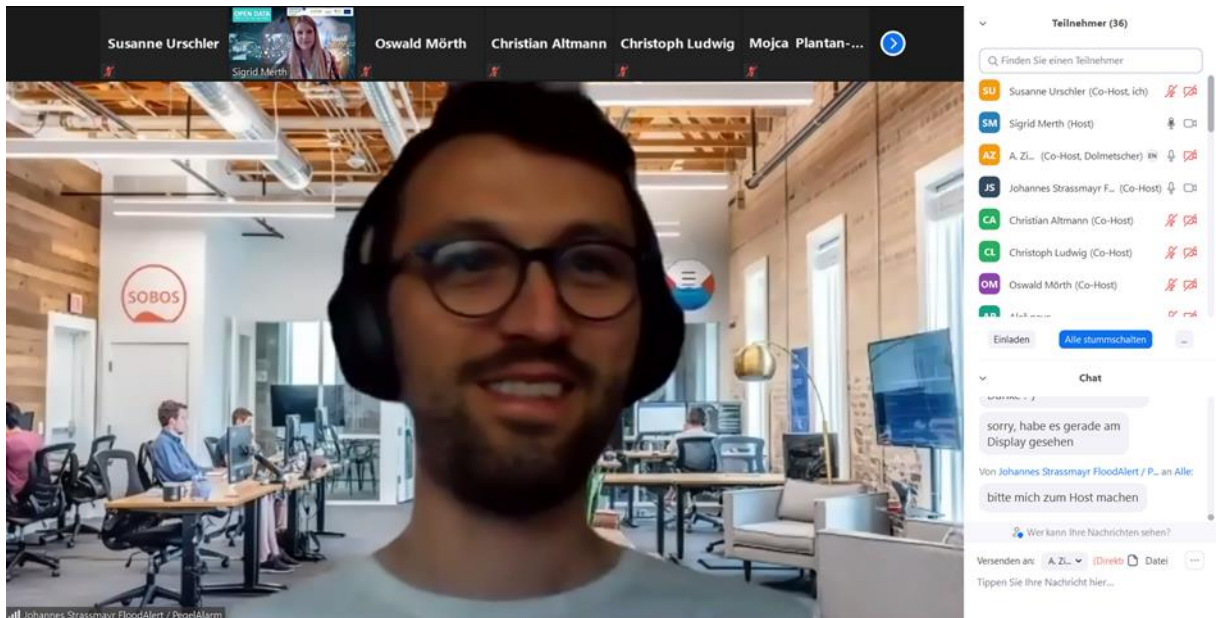 Susanne Urschler
OPEN DATA
Sigrid Merth
Oswald Mörth
Christian Altmann
Christoph Ludwig
Mojca Plantan-...
SOBOS
Johannes Strassmayr FloodAlert / PegelAlarm
Teilnehmer (36)
Finden Sie einen Teilnehmer
SU Susanne Urschler (Co-Host, ich)
SM Sigrid Merth (Host)
AZ A. Zi... (Co-Host, Dolmetscher) EN
JS Johannes Strassmayr F... (Co-Host)
CA Christian Altmann (Co-Host)
CL Christoph Ludwig (Co-Host)
OM Oswald Mörth (Co-Host)
Einladen
Alle stummschalten
...
Chat
sorry, habe es gerade am
Display gesehen
Von Johannes Strassmayr FloodAlert / P... an Alle:
bitte mich zum Host machen
Wer kann Ihre Nachrichten sehen?
Versenden an: A. Zi... (Direkt Datei ...
Tippen Sie Ihre Nachricht hier...